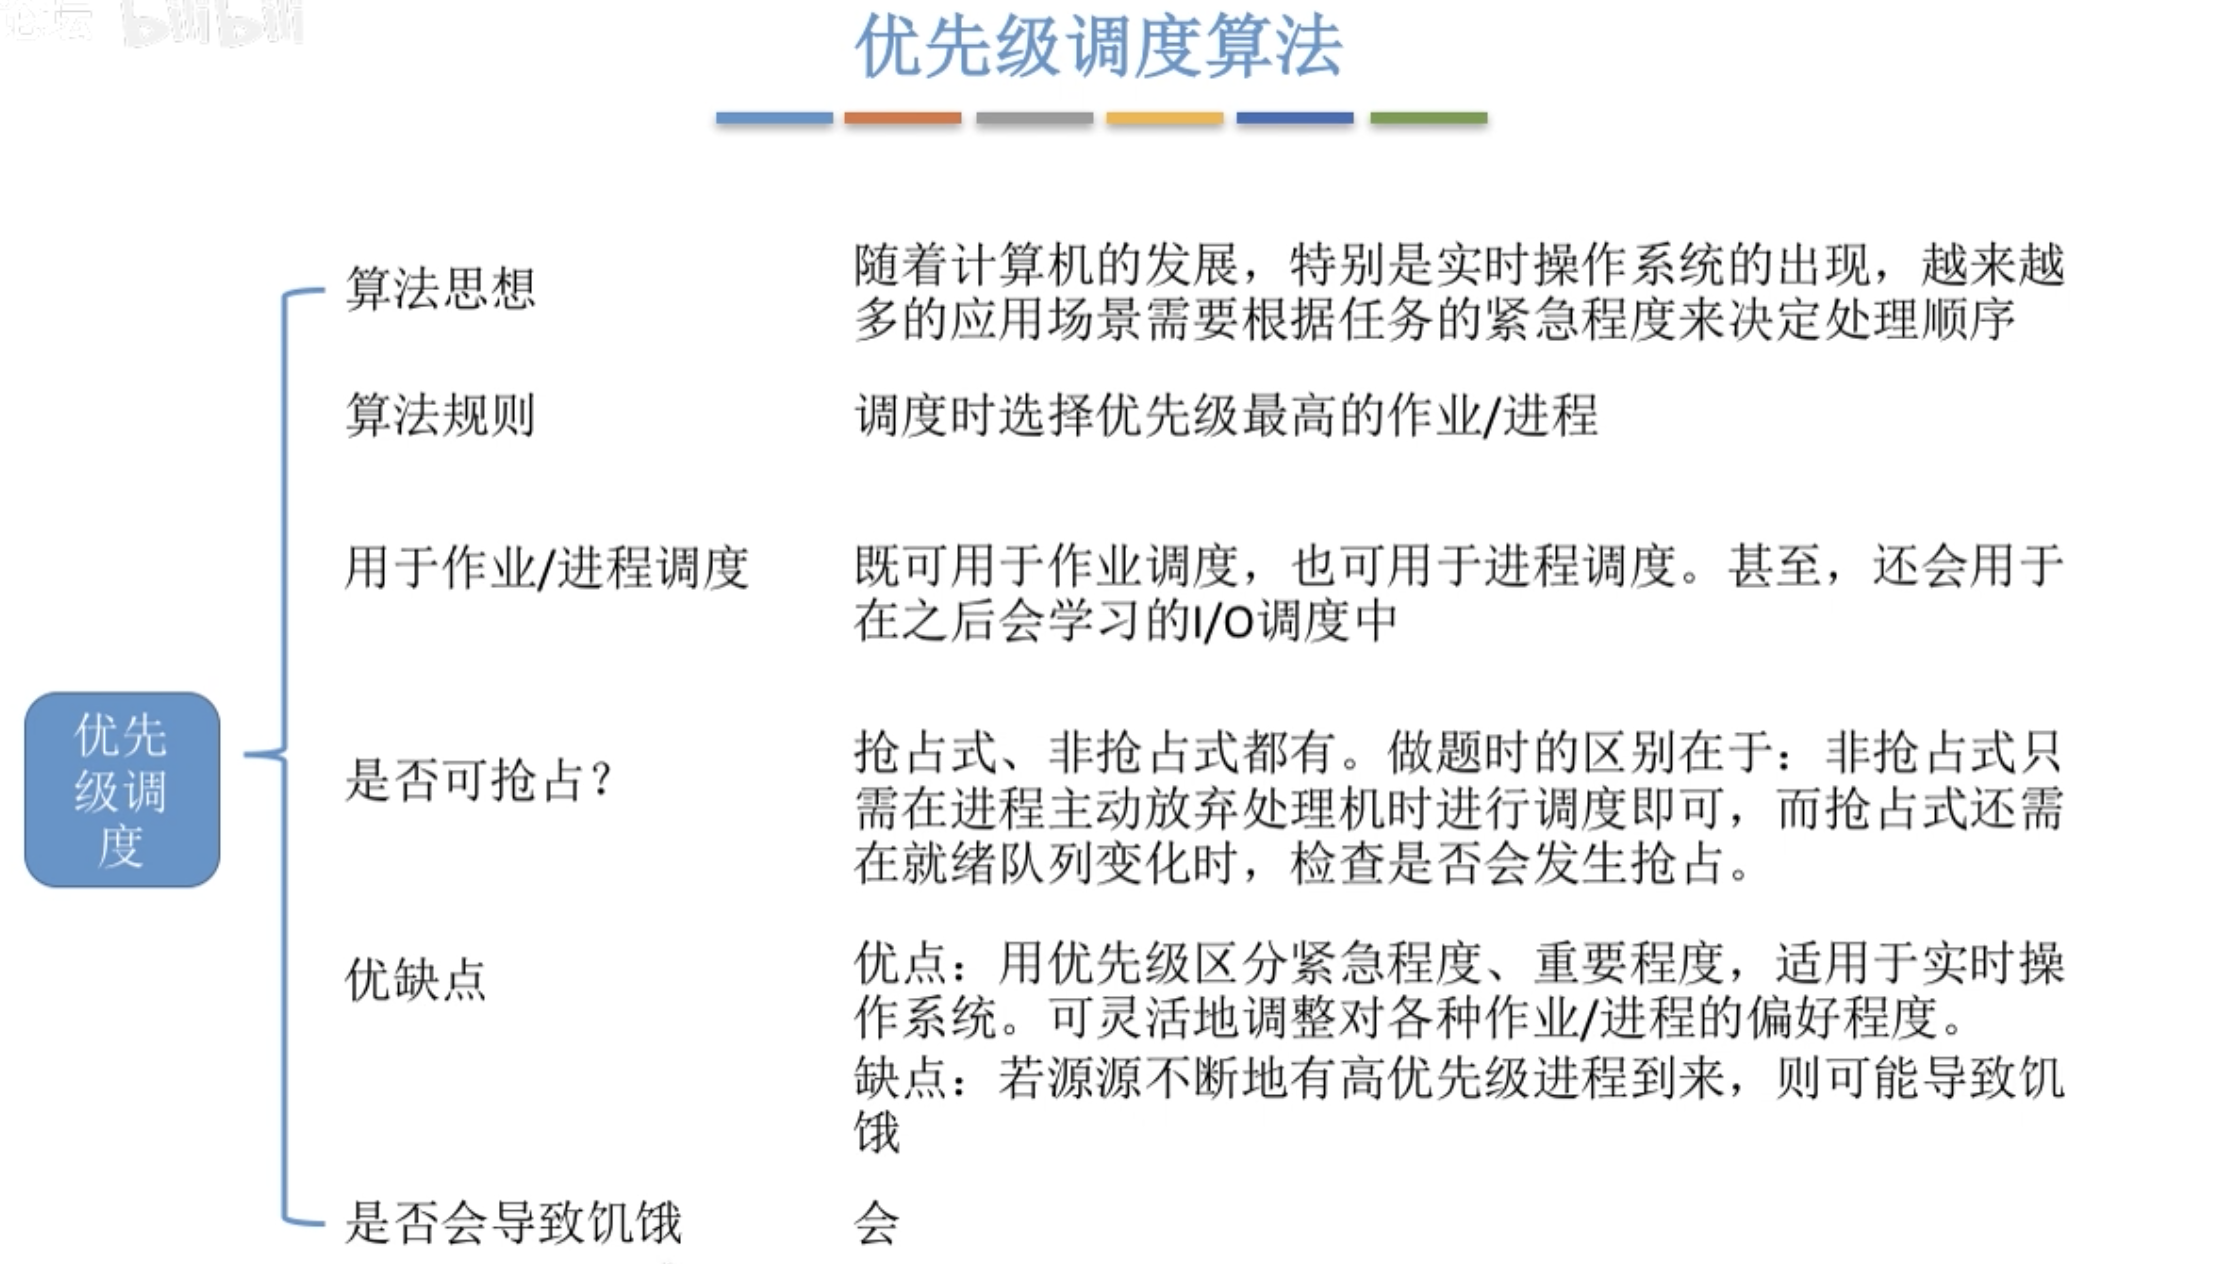 论坛 bilibili
优先级调度算法
算法思想
随着计算机的发展，特别是实时操作系统的出现，越来越
多的应用场景需要根据任务的紧急程度来决定处理顺序
算法规则
调度时选择优先级最高的作业/进程
用于作业/进程调度
既可用于作业调度，也可用于进程调度。甚至，还会用于
在之后会学习的I/O调度中
优先
级调
度
是否可抢占？
抢占式、非抢占式都有。做题时的区别在于：非抢占式只
需在进程主动放弃处理机时进行调度即可，而抢占式还需
在就绪队列变化时，检查是否会发生抢占。
优缺点
优点：用优先级区分紧急程度、重要程度，适用于实时操
作系统。可灵活地调整对各种作业/进程的偏好程度。
缺点：若源源不断地有高优先级进程到来，则可能导致饥
饿
是否会导致饥饿
会